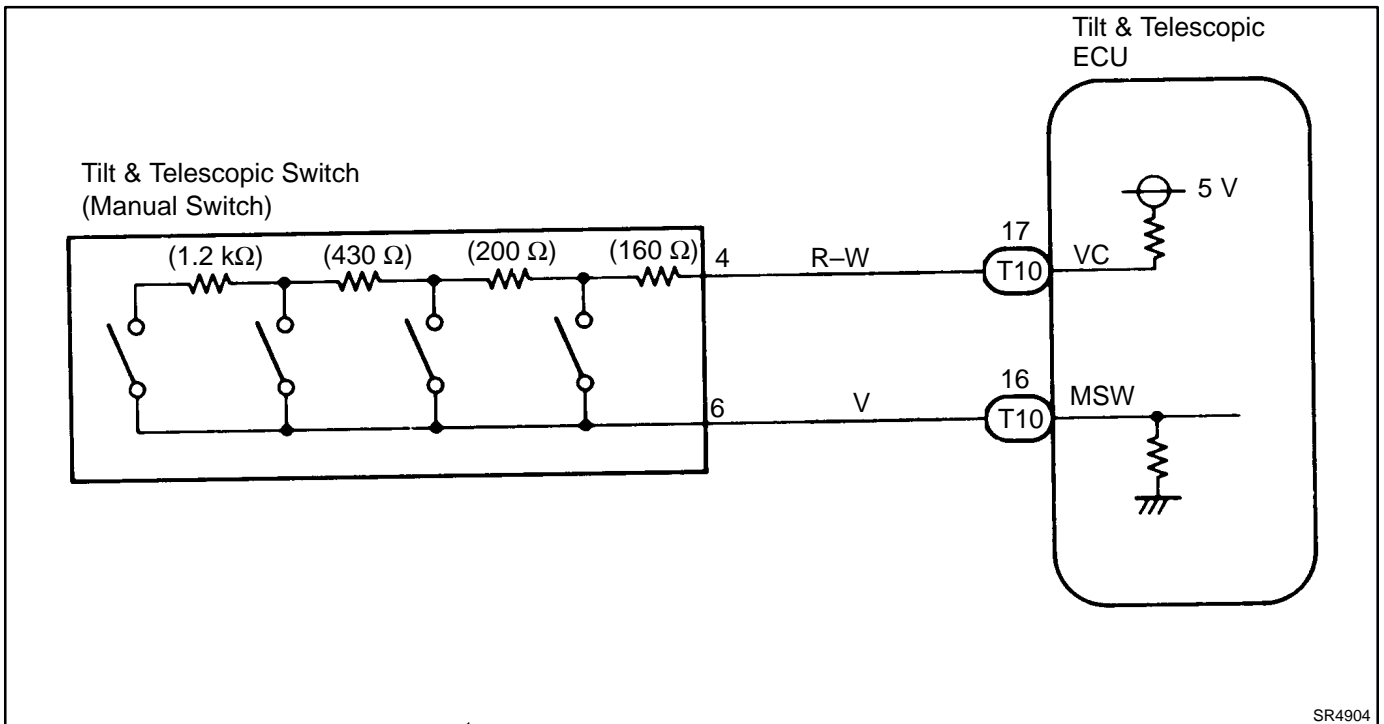 Tilt & Telescopic
ECU
Tilt & Telescopic Switch
(Manual Switch)
5 V
(1.2 kΩ)
(430 Ω)
(200 Ω)
(160 Ω)
4
R–W
17
T10
VC
6
V
16
T10
MSW
SR4904